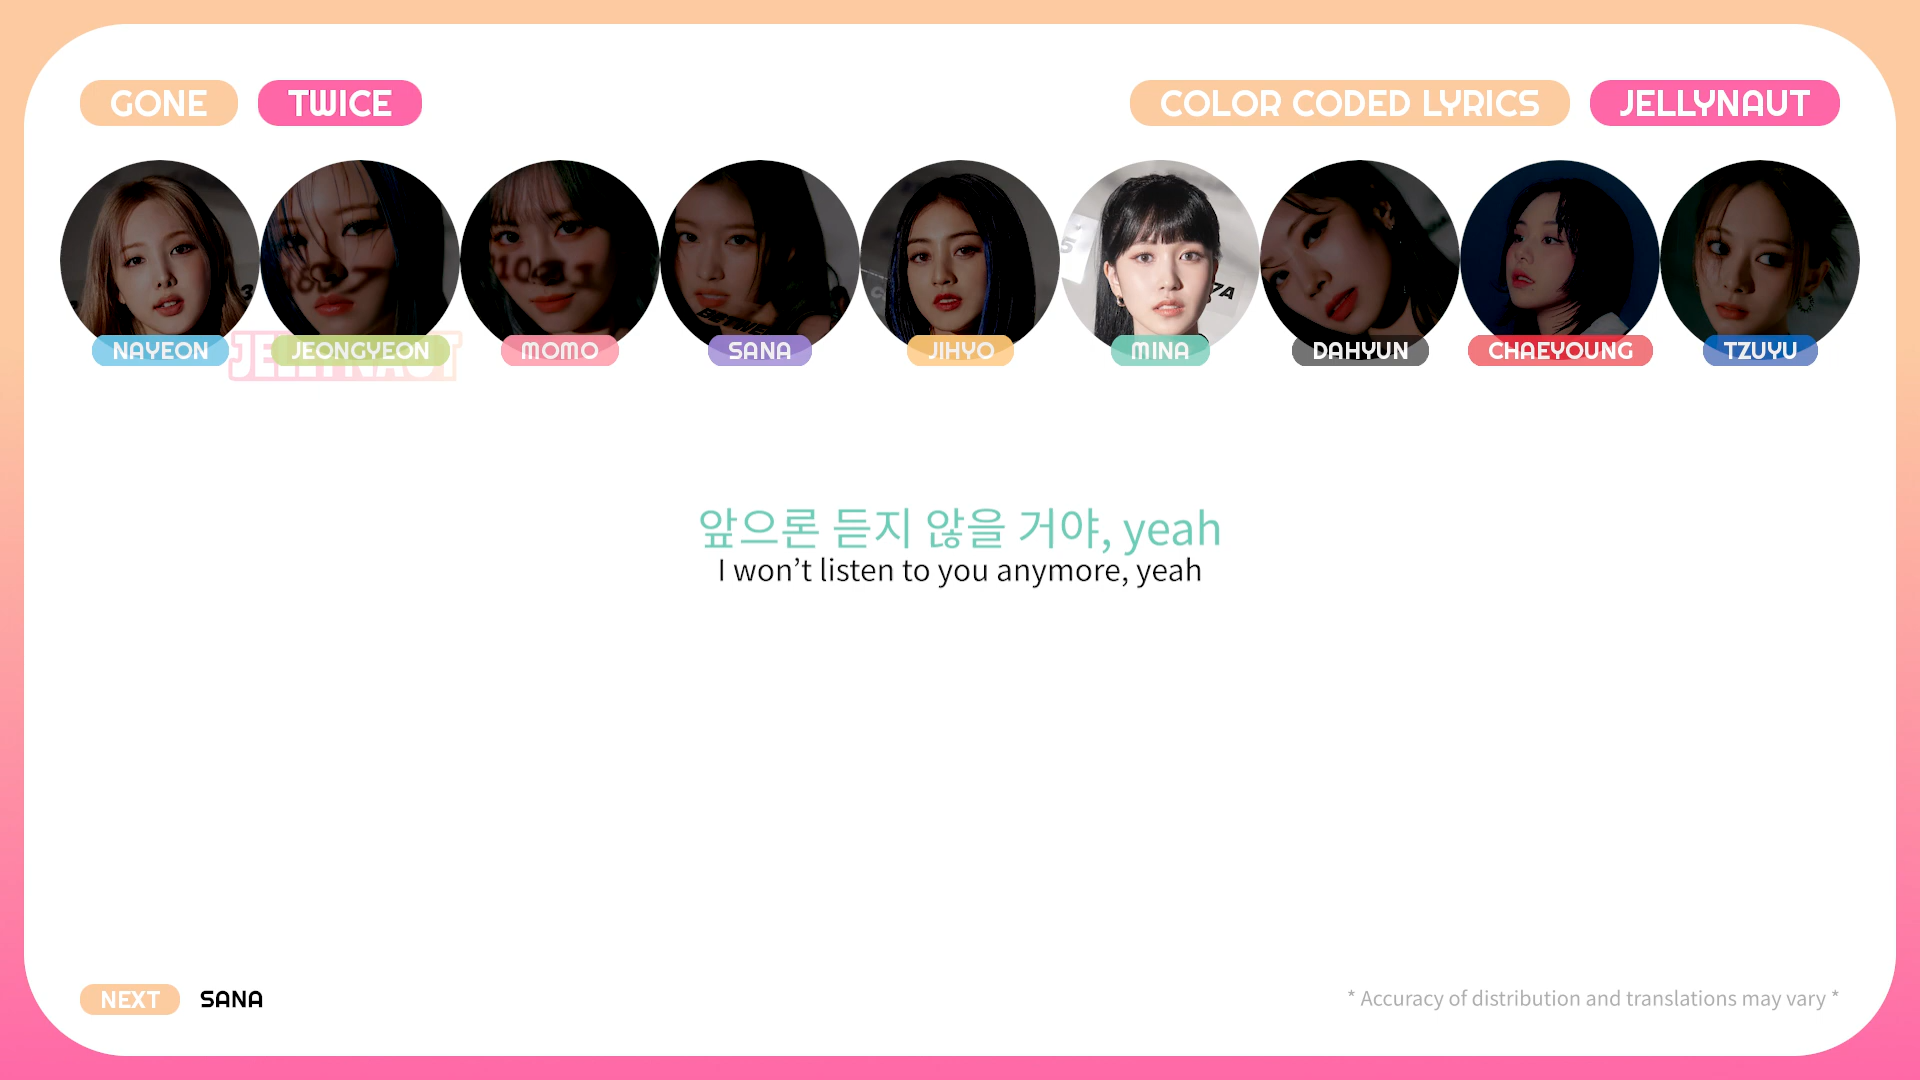 GONE TWICE COLOR CODED LYRICS JELLYNAUT
NAYEON JEONGYEON MOMO SANA JIHYO MINA DAHYUN CHAEYOUNG TZUYU
JELLYNAUT
앞으론 듣지 않을 거야, yeah
I won’t listen to you anymore, yeah
NEXT SANA
* Accuracy of distribution and translations may vary *